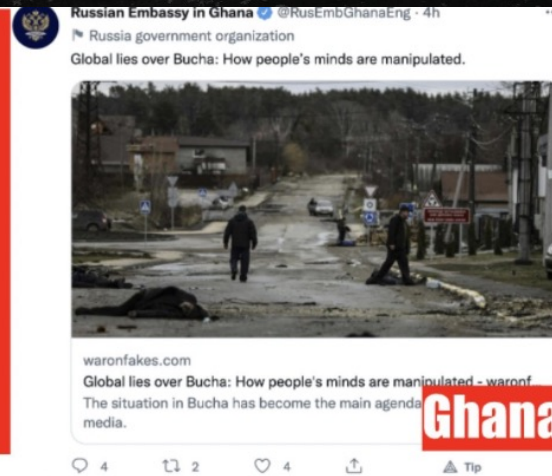 Russian Embassy in Ghana @RusEmbGhanaEng · 4h
Russia government organization
Global lies over Bucha: How people's minds are manipulated.
waronfakes.com
Global lies over Bucha: How people's minds are manipulated - waronf...
The situation in Bucha has become the main agenda
media.
Ghana
4 2 4 Tip